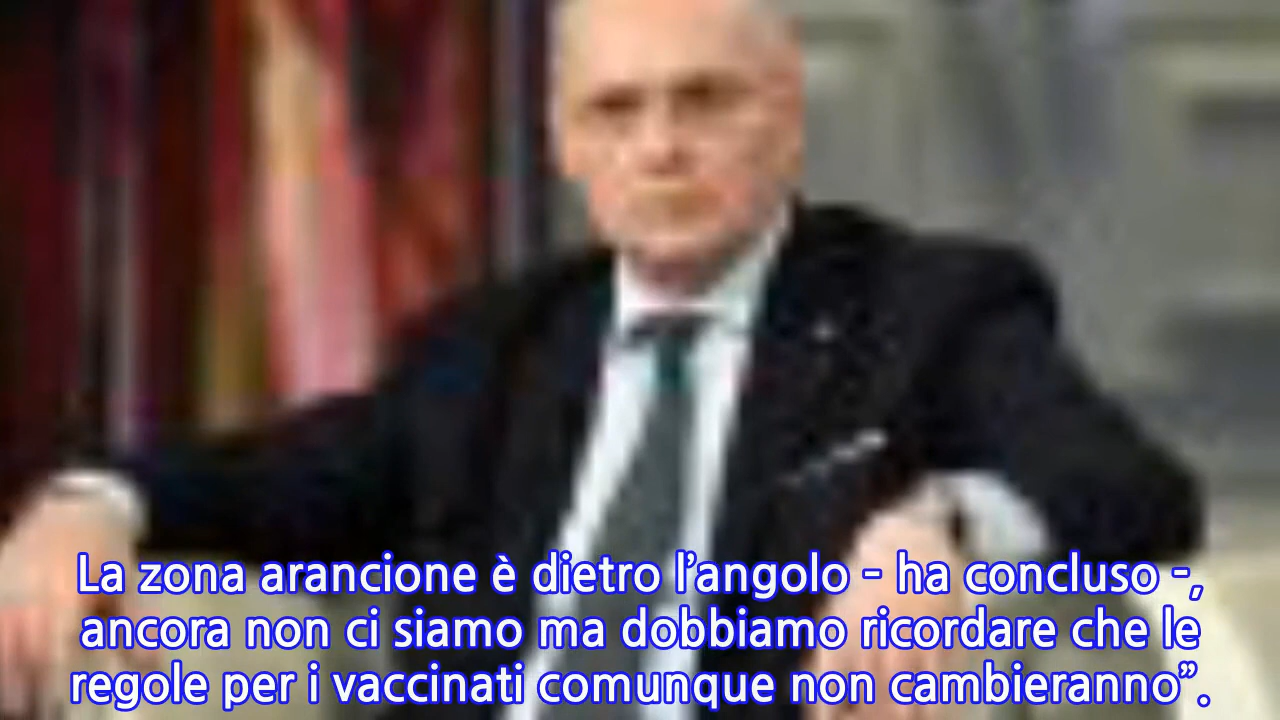 La zona arancione è dietro l’angolo - ha concluso -,
ancora non ci siamo ma dobbiamo ricordare che le
regole per i vaccinati comunque non cambieranno”.